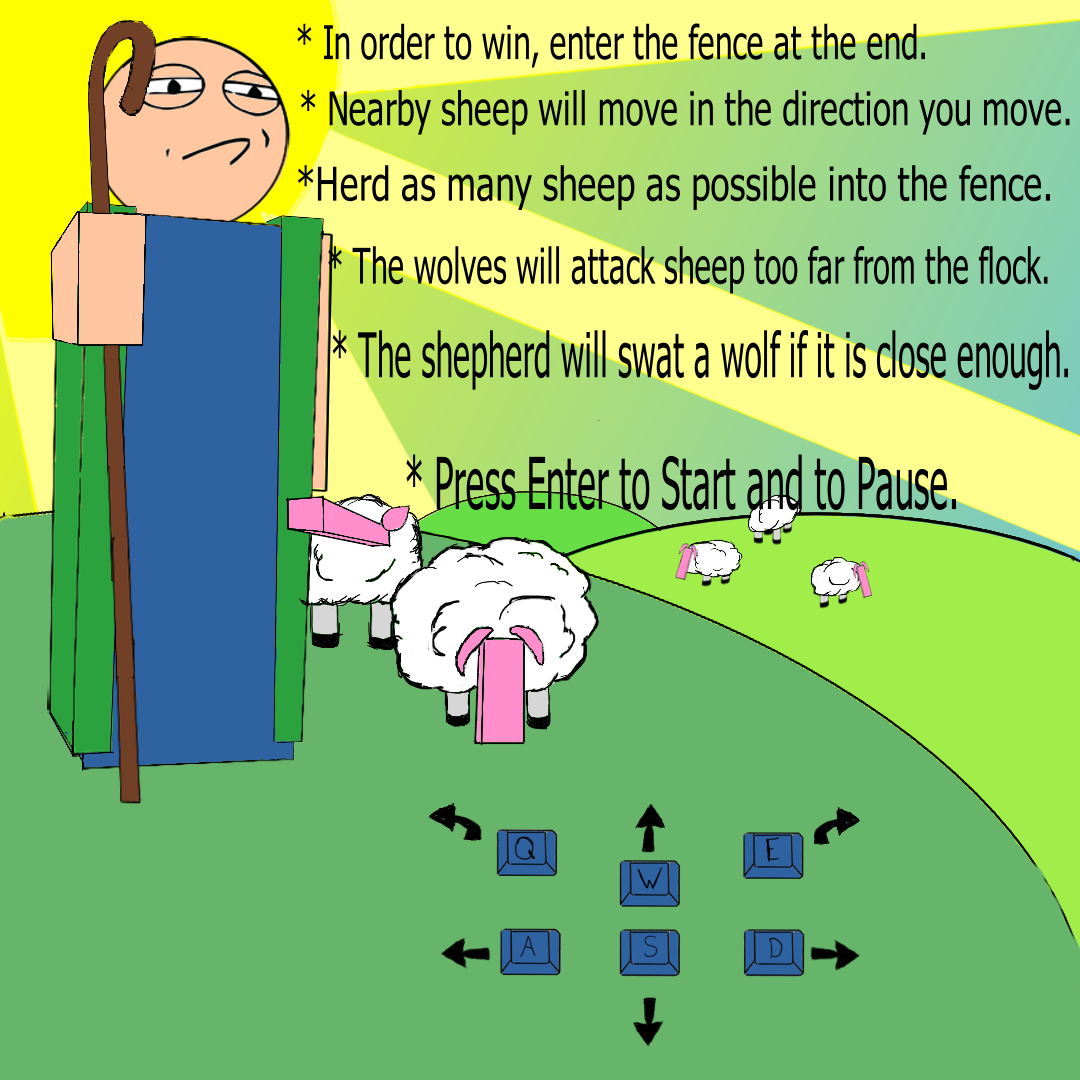 * In order to win, enter the fence at the end.
* Nearby sheep will move in the direction you move.
*Herd as many sheep as possible into the fence.
* The wolves will attack sheep too far from the flock.
* The shepherd will swat a wolf if it is close enough.
* Press Enter to Start and to Pause.
Q W E
A S D